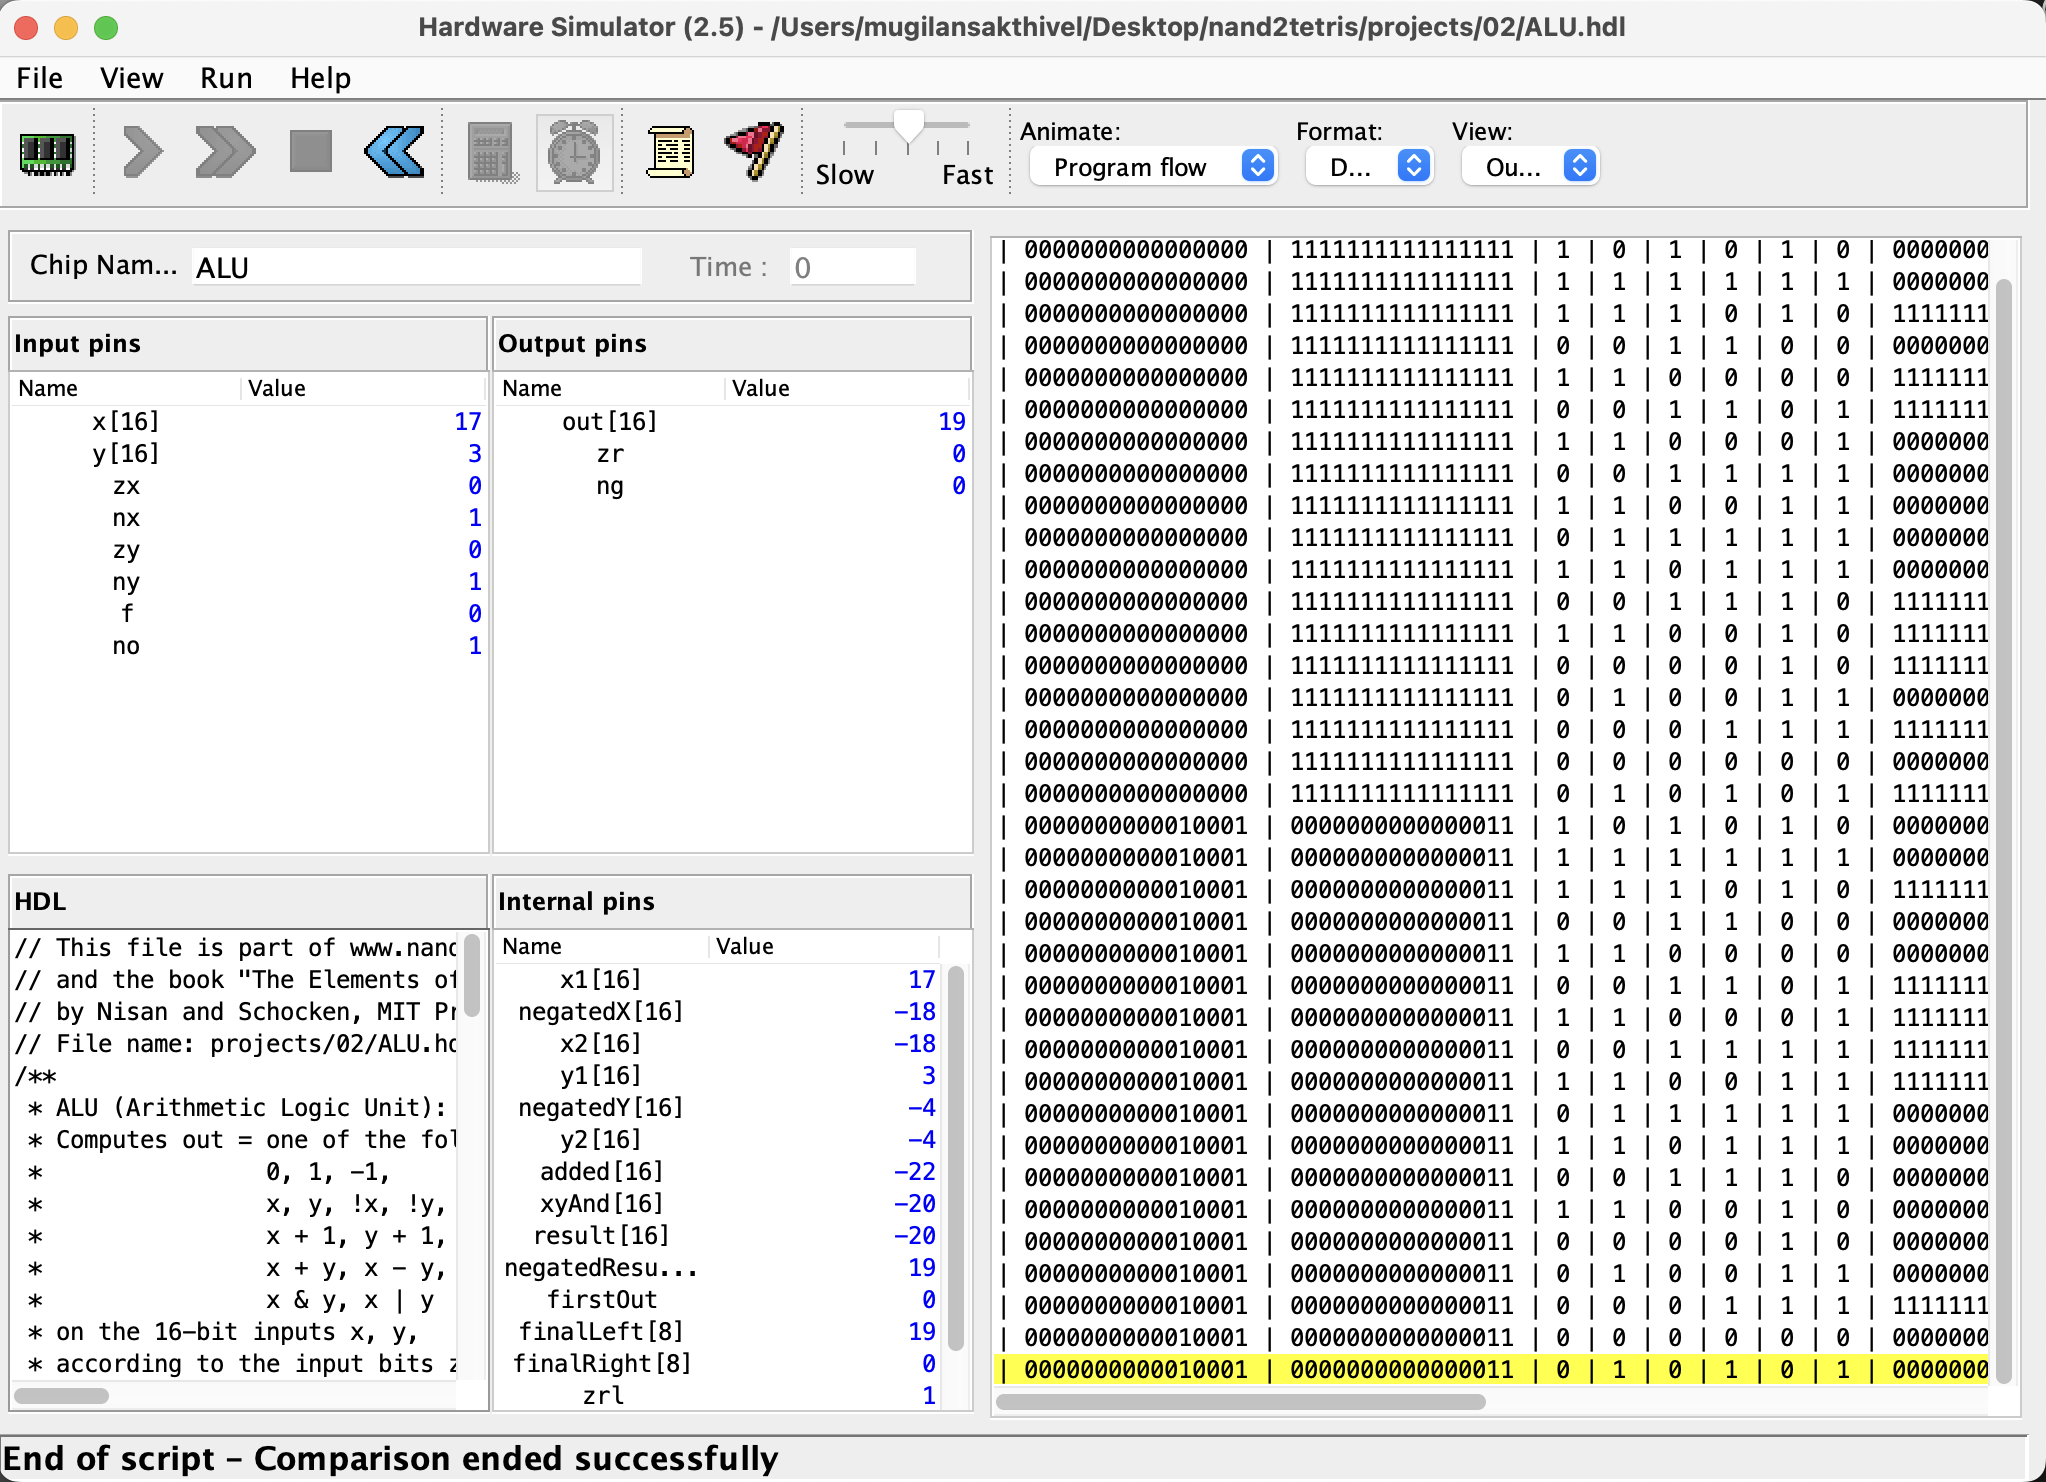 Hardware Simulator (2.5) - /Users/mugilansakthivel/Desktop/nand2tetris/projects/02/ALU.hdl
File View Run Help
Slow Fast
Animate: Format: View:
Program flow D... Ou...
Chip Nam... ALU Time : 0
Input pins
Name Value
x[16] 17
y[16] 3
zx 0
nx 1
zy 0
ny 1
f 0
no 1
Output pins
Name Value
out[16] 19
zr 0
ng 0
HDL
// This file is part of www.nand
// and the book "The Elements of
// by Nisan and Schocken, MIT Pr
// File name: projects/02/ALU.hd
/**
* ALU (Arithmetic Logic Unit):
* Computes out = one of the fol
* 0, 1, -1,
* x, y, !x, !y,
* x + 1, y + 1,
* x + y, x - y,
* x & y, x | y
* on the 16-bit inputs x, y,
* according to the input bits z
Internal pins
Name Value
x1[16] 17
negatedX[16] -18
x2[16] -18
y1[16] 3
negatedY[16] -4
y2[16] -4
added[16] -22
xyAnd[16] -20
result[16] -20
negatedResu... 19
firstOut 0
finalLeft[8] 19
finalRight[8] 0
zrl 1
| 0000000000000000 | 1111111111111111 | 1 | 0 | 1 | 0 | 1 | 0 | 0000000
| 0000000000000000 | 1111111111111111 | 1 | 1 | 1 | 1 | 1 | 1 | 0000000
| 0000000000000000 | 1111111111111111 | 1 | 1 | 1 | 0 | 1 | 0 | 1111111
| 0000000000000000 | 1111111111111111 | 0 | 0 | 1 | 1 | 0 | 0 | 0000000
| 0000000000000000 | 1111111111111111 | 1 | 1 | 0 | 0 | 0 | 0 | 1111111
| 0000000000000000 | 1111111111111111 | 0 | 0 | 1 | 1 | 0 | 1 | 1111111
| 0000000000000000 | 1111111111111111 | 1 | 1 | 0 | 0 | 0 | 1 | 0000000
| 0000000000000000 | 1111111111111111 | 0 | 0 | 1 | 1 | 1 | 1 | 0000000
| 0000000000000000 | 1111111111111111 | 1 | 1 | 0 | 0 | 1 | 1 | 0000000
| 0000000000000000 | 1111111111111111 | 0 | 1 | 1 | 1 | 1 | 1 | 0000000
| 0000000000000000 | 1111111111111111 | 1 | 1 | 0 | 1 | 1 | 1 | 0000000
| 0000000000000000 | 1111111111111111 | 0 | 0 | 1 | 1 | 1 | 0 | 1111111
| 0000000000000000 | 1111111111111111 | 1 | 1 | 0 | 0 | 1 | 0 | 1111111
| 0000000000000000 | 1111111111111111 | 0 | 0 | 0 | 0 | 1 | 0 | 1111111
| 0000000000000000 | 1111111111111111 | 0 | 1 | 0 | 0 | 1 | 1 | 0000000
| 0000000000000000 | 1111111111111111 | 0 | 0 | 0 | 1 | 1 | 1 | 1111111
| 0000000000000000 | 1111111111111111 | 0 | 0 | 0 | 0 | 0 | 0 | 0000000
| 0000000000000000 | 1111111111111111 | 0 | 1 | 0 | 1 | 0 | 1 | 1111111
| 0000000000010001 | 0000000000000011 | 1 | 0 | 1 | 0 | 1 | 0 | 0000000
| 0000000000010001 | 0000000000000011 | 1 | 1 | 1 | 1 | 1 | 1 | 0000000
| 0000000000010001 | 0000000000000011 | 1 | 1 | 1 | 0 | 1 | 0 | 1111111
| 0000000000010001 | 0000000000000011 | 0 | 0 | 1 | 1 | 0 | 0 | 0000000
| 0000000000010001 | 0000000000000011 | 1 | 1 | 0 | 0 | 0 | 0 | 0000000
| 0000000000010001 | 0000000000000011 | 0 | 0 | 1 | 1 | 0 | 1 | 1111111
| 0000000000010001 | 0000000000000011 | 1 | 1 | 0 | 0 | 0 | 1 | 1111111
| 0000000000010001 | 0000000000000011 | 0 | 0 | 1 | 1 | 1 | 1 | 1111111
| 0000000000010001 | 0000000000000011 | 1 | 1 | 0 | 0 | 1 | 1 | 1111111
| 0000000000010001 | 0000000000000011 | 0 | 1 | 1 | 1 | 1 | 1 | 0000000
| 0000000000010001 | 0000000000000011 | 1 | 1 | 0 | 1 | 1 | 1 | 0000000
| 0000000000010001 | 0000000000000011 | 0 | 0 | 1 | 1 | 1 | 0 | 0000000
| 0000000000010001 | 0000000000000011 | 1 | 1 | 0 | 0 | 1 | 0 | 0000000
| 0000000000010001 | 0000000000000011 | 0 | 0 | 0 | 0 | 1 | 0 | 0000000
| 0000000000010001 | 0000000000000011 | 0 | 1 | 0 | 0 | 1 | 1 | 0000000
| 0000000000010001 | 0000000000000011 | 0 | 0 | 0 | 1 | 1 | 1 | 1111111
| 0000000000010001 | 0000000000000011 | 0 | 0 | 0 | 0 | 0 | 0 | 0000000
| 0000000000010001 | 0000000000000011 | 0 | 1 | 0 | 1 | 0 | 1 | 0000000
End of script - Comparison ended successfully